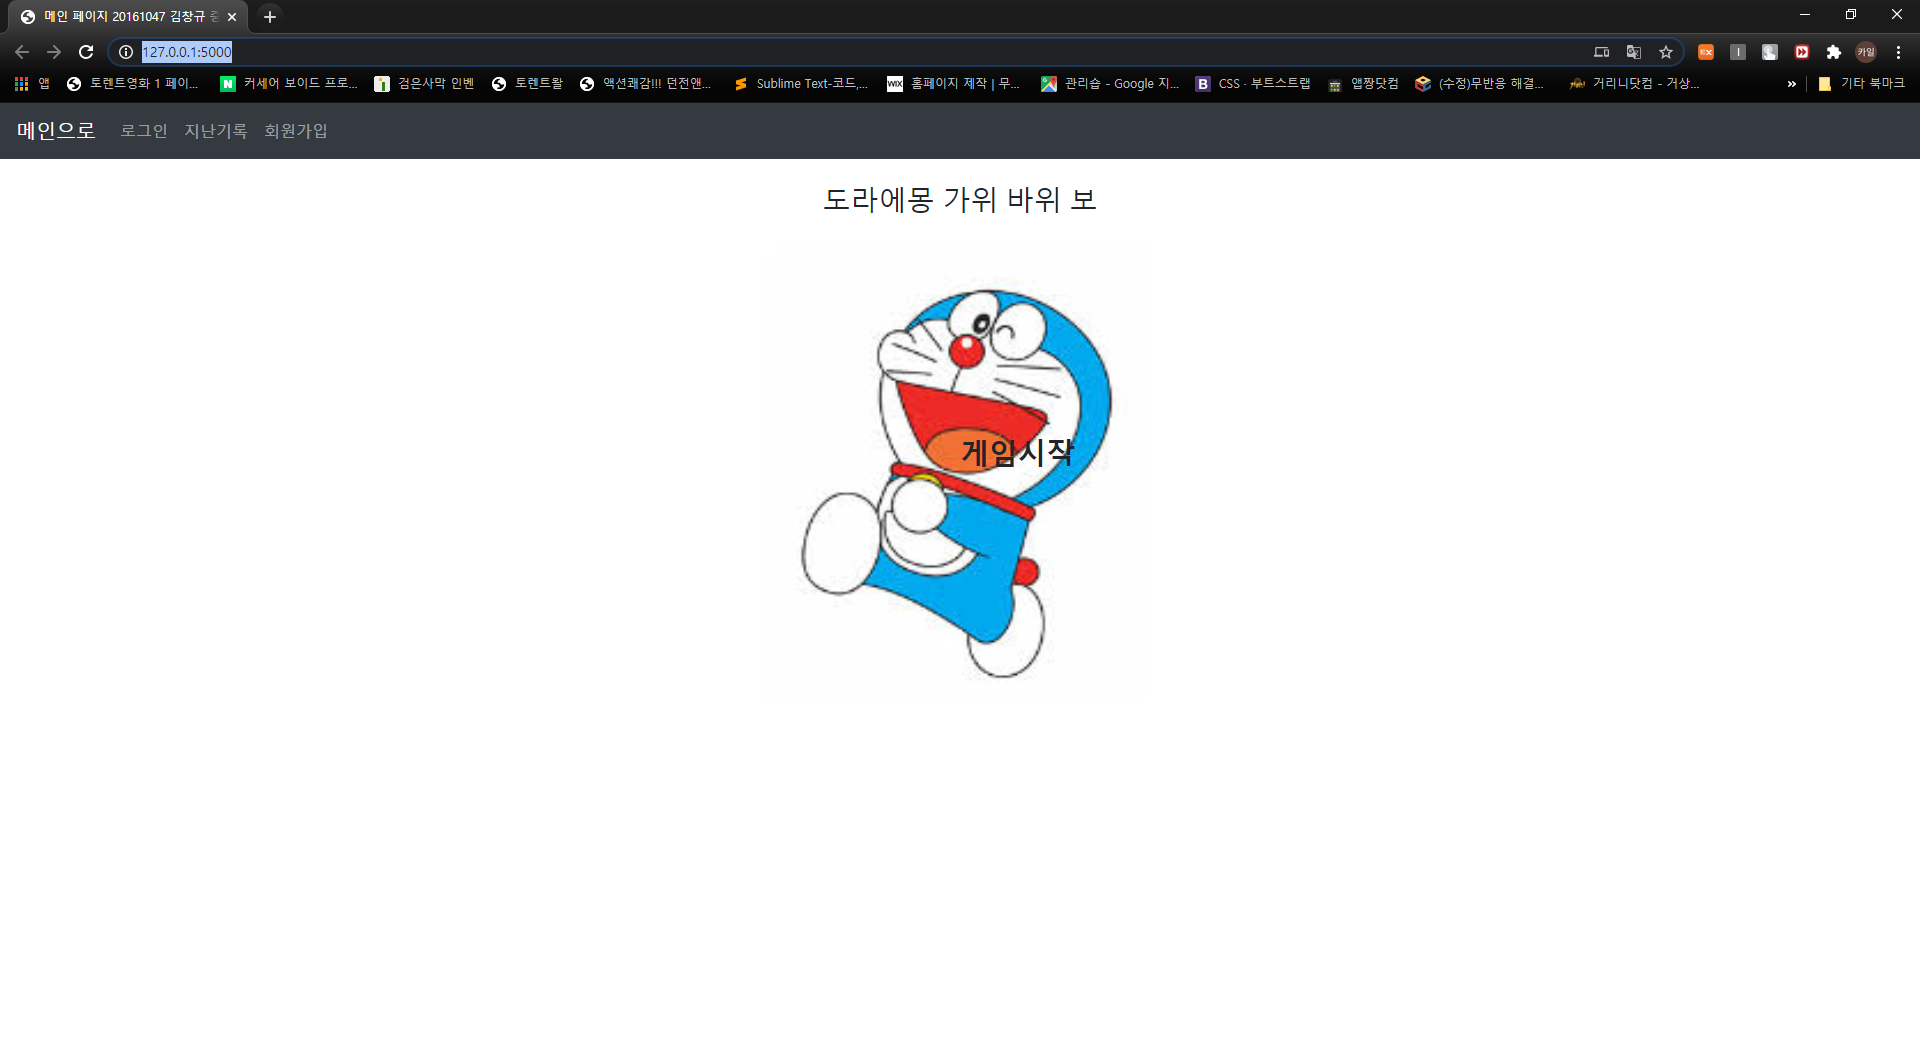 메인 페이지 20161047 김창규
127.0.0.1:5000
카일
앱 토렌트영화 1 페이... 커세어 보이드 프로... 검은사막 인벤 토렌트왈 액션쾌감!!! 던전앤... Sublime Text-코드,... WIX 홈페이지 제작 | 무... 관리숍 - Google 지... B CSS · 부트스트랩 앱짱닷컴 (수정)무반응 해결... 거리니닷컴 - 거상... » 기타 북마크
메인으로 로그인 지난기록 회원가입
도라에몽 가위 바위 보
게임시작